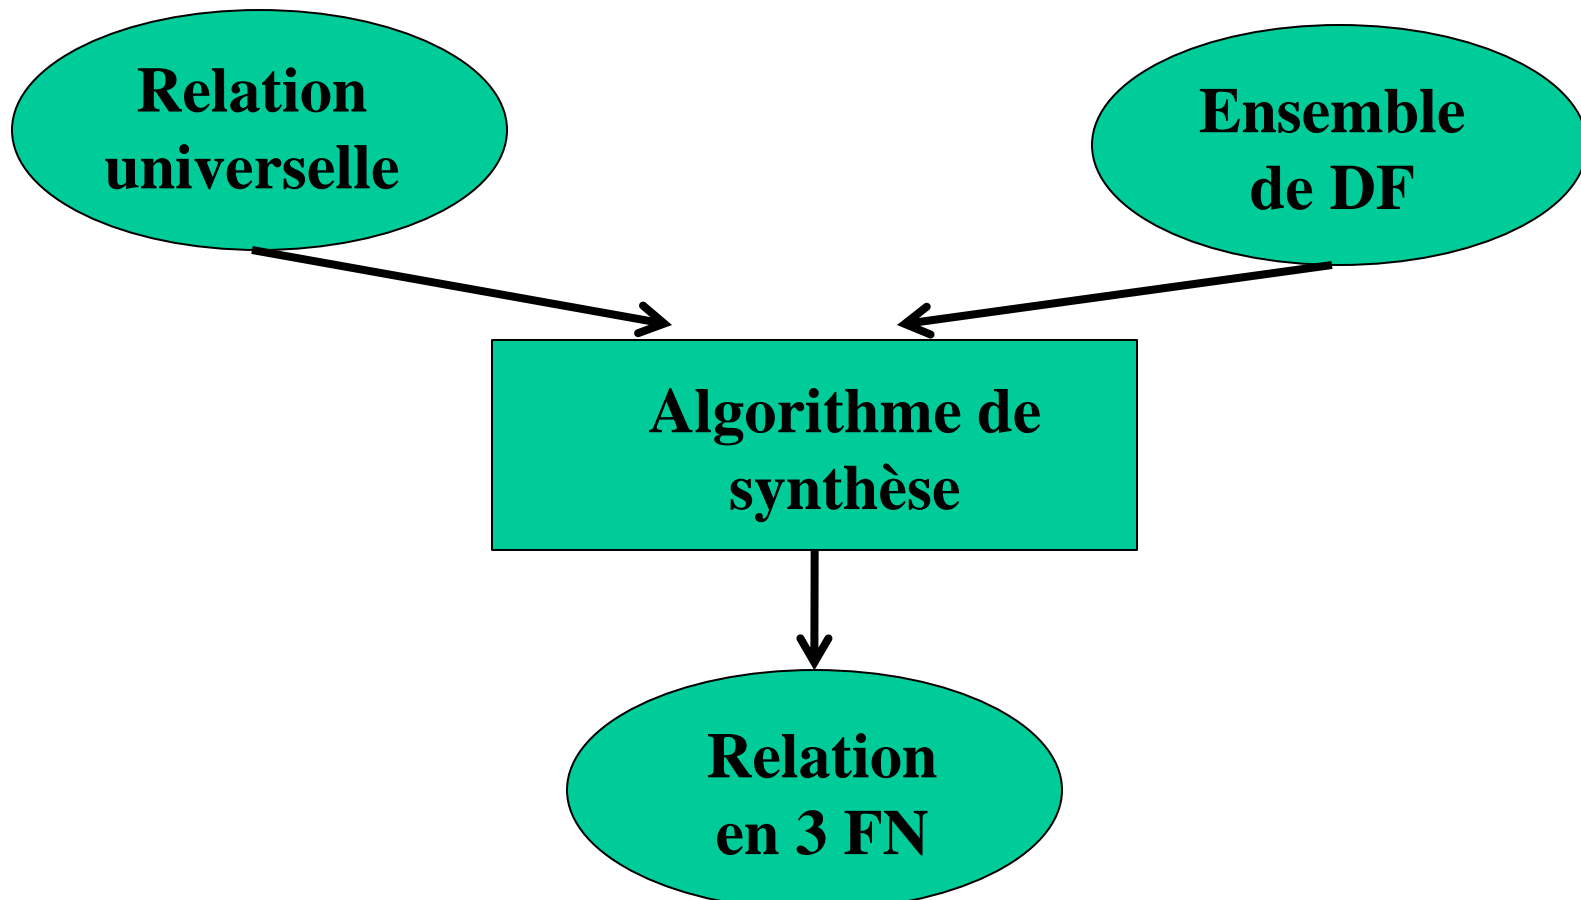 Relation
universelle
Ensemble
de DF
Algorithme de
synthèse
Relation
en 3 FN